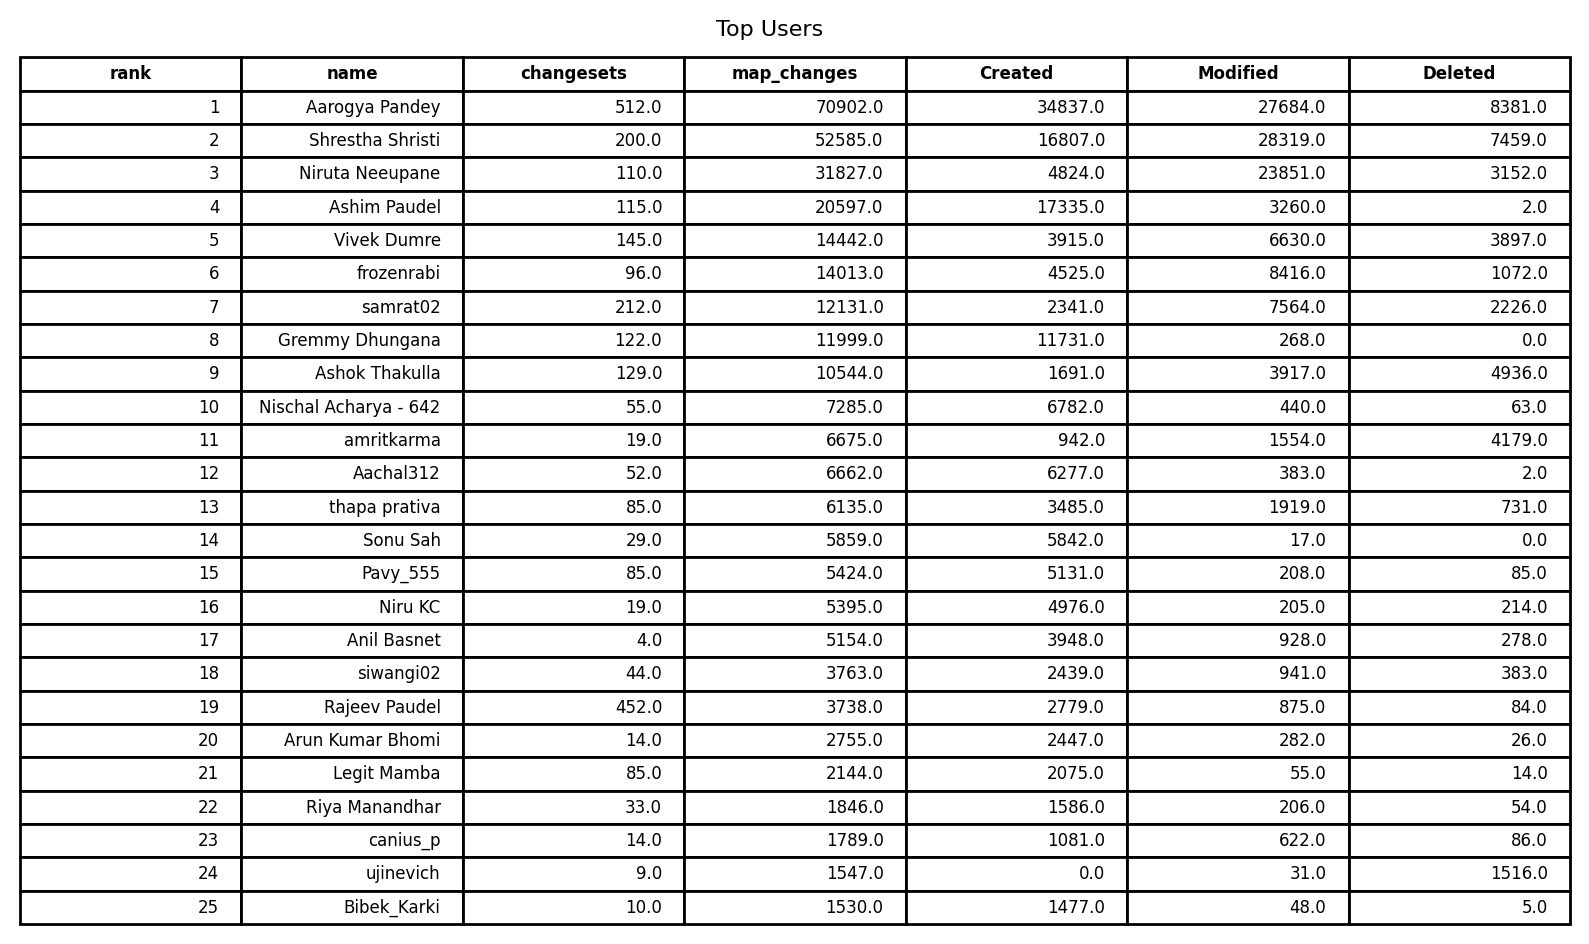 Top Users
rank name changesets map_changes Created Modified Deleted
1 Aarogya Pandey 512.0 70902.0 34837.0 27684.0 8381.0
2 Shrestha Shristi 200.0 52585.0 16807.0 28319.0 7459.0
3 Niruta Neeupane 110.0 31827.0 4824.0 23851.0 3152.0
4 Ashim Paudel 115.0 20597.0 17335.0 3260.0 2.0
5 Vivek Dumre 145.0 14442.0 3915.0 6630.0 3897.0
6 frozenrabi 96.0 14013.0 4525.0 8416.0 1072.0
7 samrat02 212.0 12131.0 2341.0 7564.0 2226.0
8 Gremmy Dhungana 122.0 11999.0 11731.0 268.0 0.0
9 Ashok Thakulla 129.0 10544.0 1691.0 3917.0 4936.0
10 Nischal Acharya - 642 55.0 7285.0 6782.0 440.0 63.0
11 amritkarma 19.0 6675.0 942.0 1554.0 4179.0
12 Aachal312 52.0 6662.0 6277.0 383.0 2.0
13 thapa prativa 85.0 6135.0 3485.0 1919.0 731.0
14 Sonu Sah 29.0 5859.0 5842.0 17.0 0.0
15 Pavy_555 85.0 5424.0 5131.0 208.0 85.0
16 Niru KC 19.0 5395.0 4976.0 205.0 214.0
17 Anil Basnet 4.0 5154.0 3948.0 928.0 278.0
18 siwangi02 44.0 3763.0 2439.0 941.0 383.0
19 Rajeev Paudel 452.0 3738.0 2779.0 875.0 84.0
20 Arun Kumar Bhomi 14.0 2755.0 2447.0 282.0 26.0
21 Legit Mamba 85.0 2144.0 2075.0 55.0 14.0
22 Riya Manandhar 33.0 1846.0 1586.0 206.0 54.0
23 canius_p 14.0 1789.0 1081.0 622.0 86.0
24 ujinevich 9.0 1547.0 0.0 31.0 1516.0
25 Bibek_Karki 10.0 1530.0 1477.0 48.0 5.0